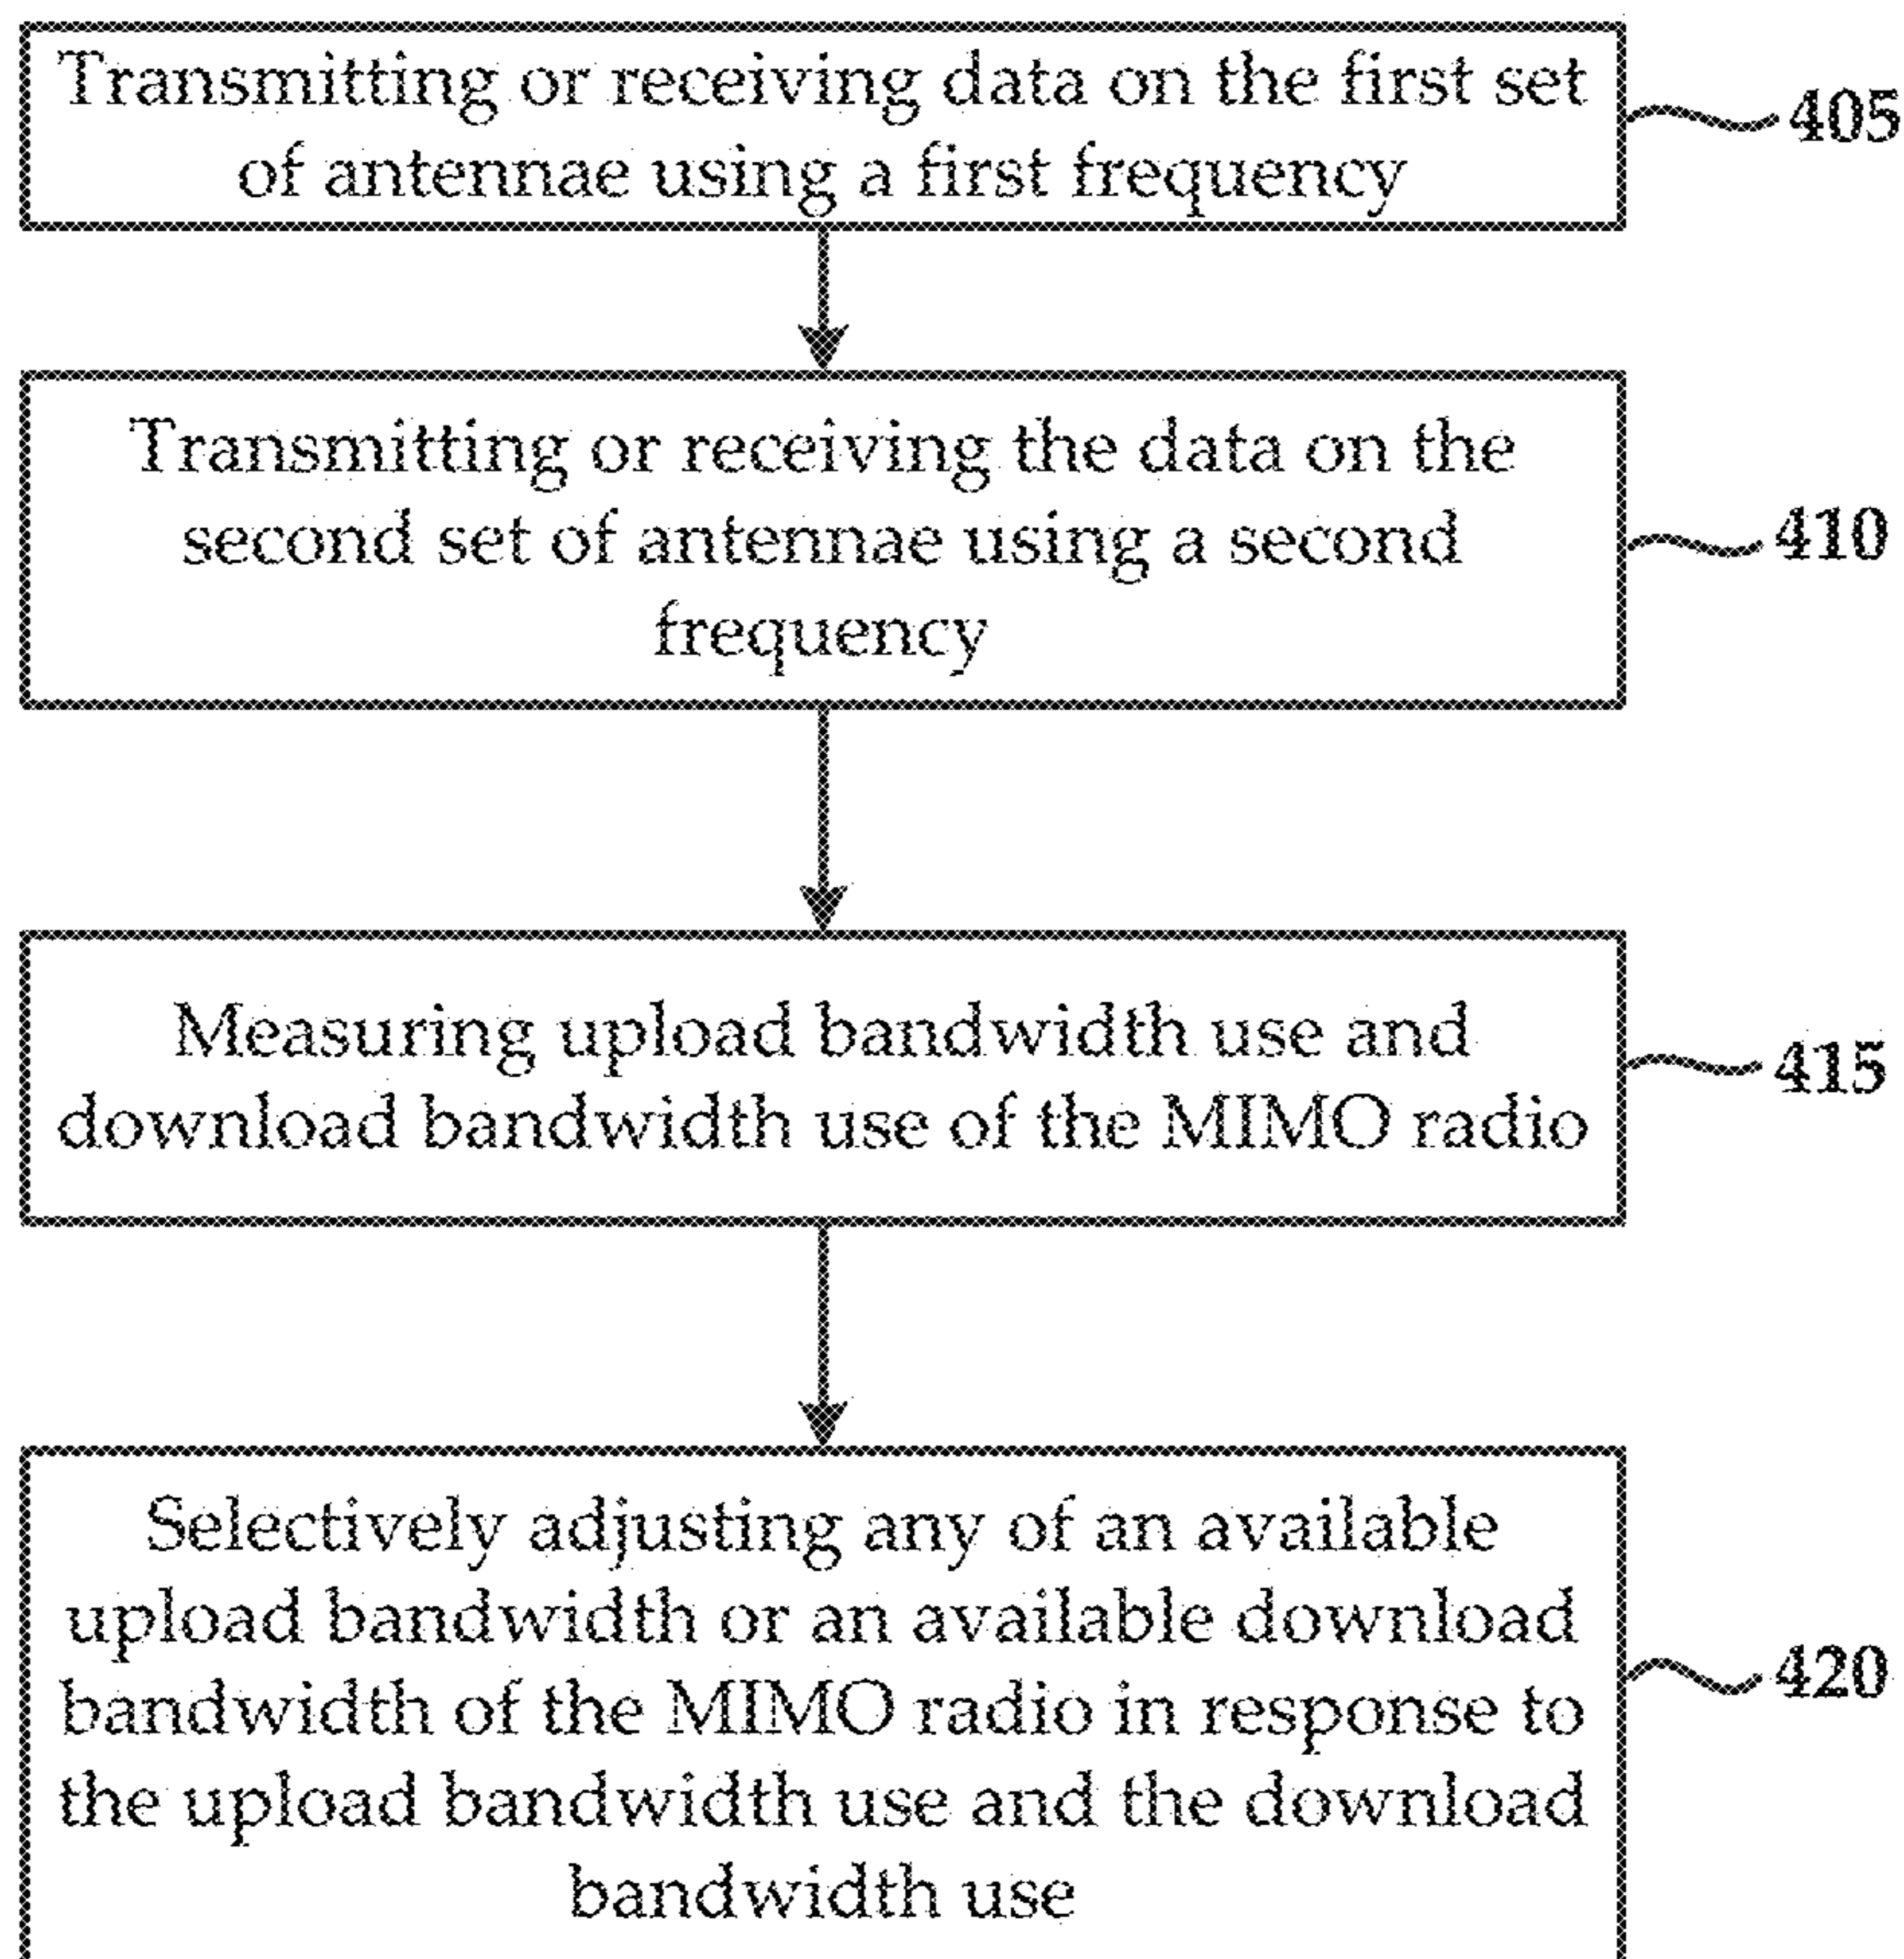 Transmitting or receiving data on the first set
of antennae using a first frequency
405
Transmitting or receiving the data on the
second set of antennae using a second
frequency
410
Measuring upload bandwidth use and
download bandwidth use of the MIMO radio
415
Selectively adjusting any of an available
upload bandwidth or an available download
bandwidth of the MIMO radio in response to
the upload bandwidth use and the download
bandwidth use
420